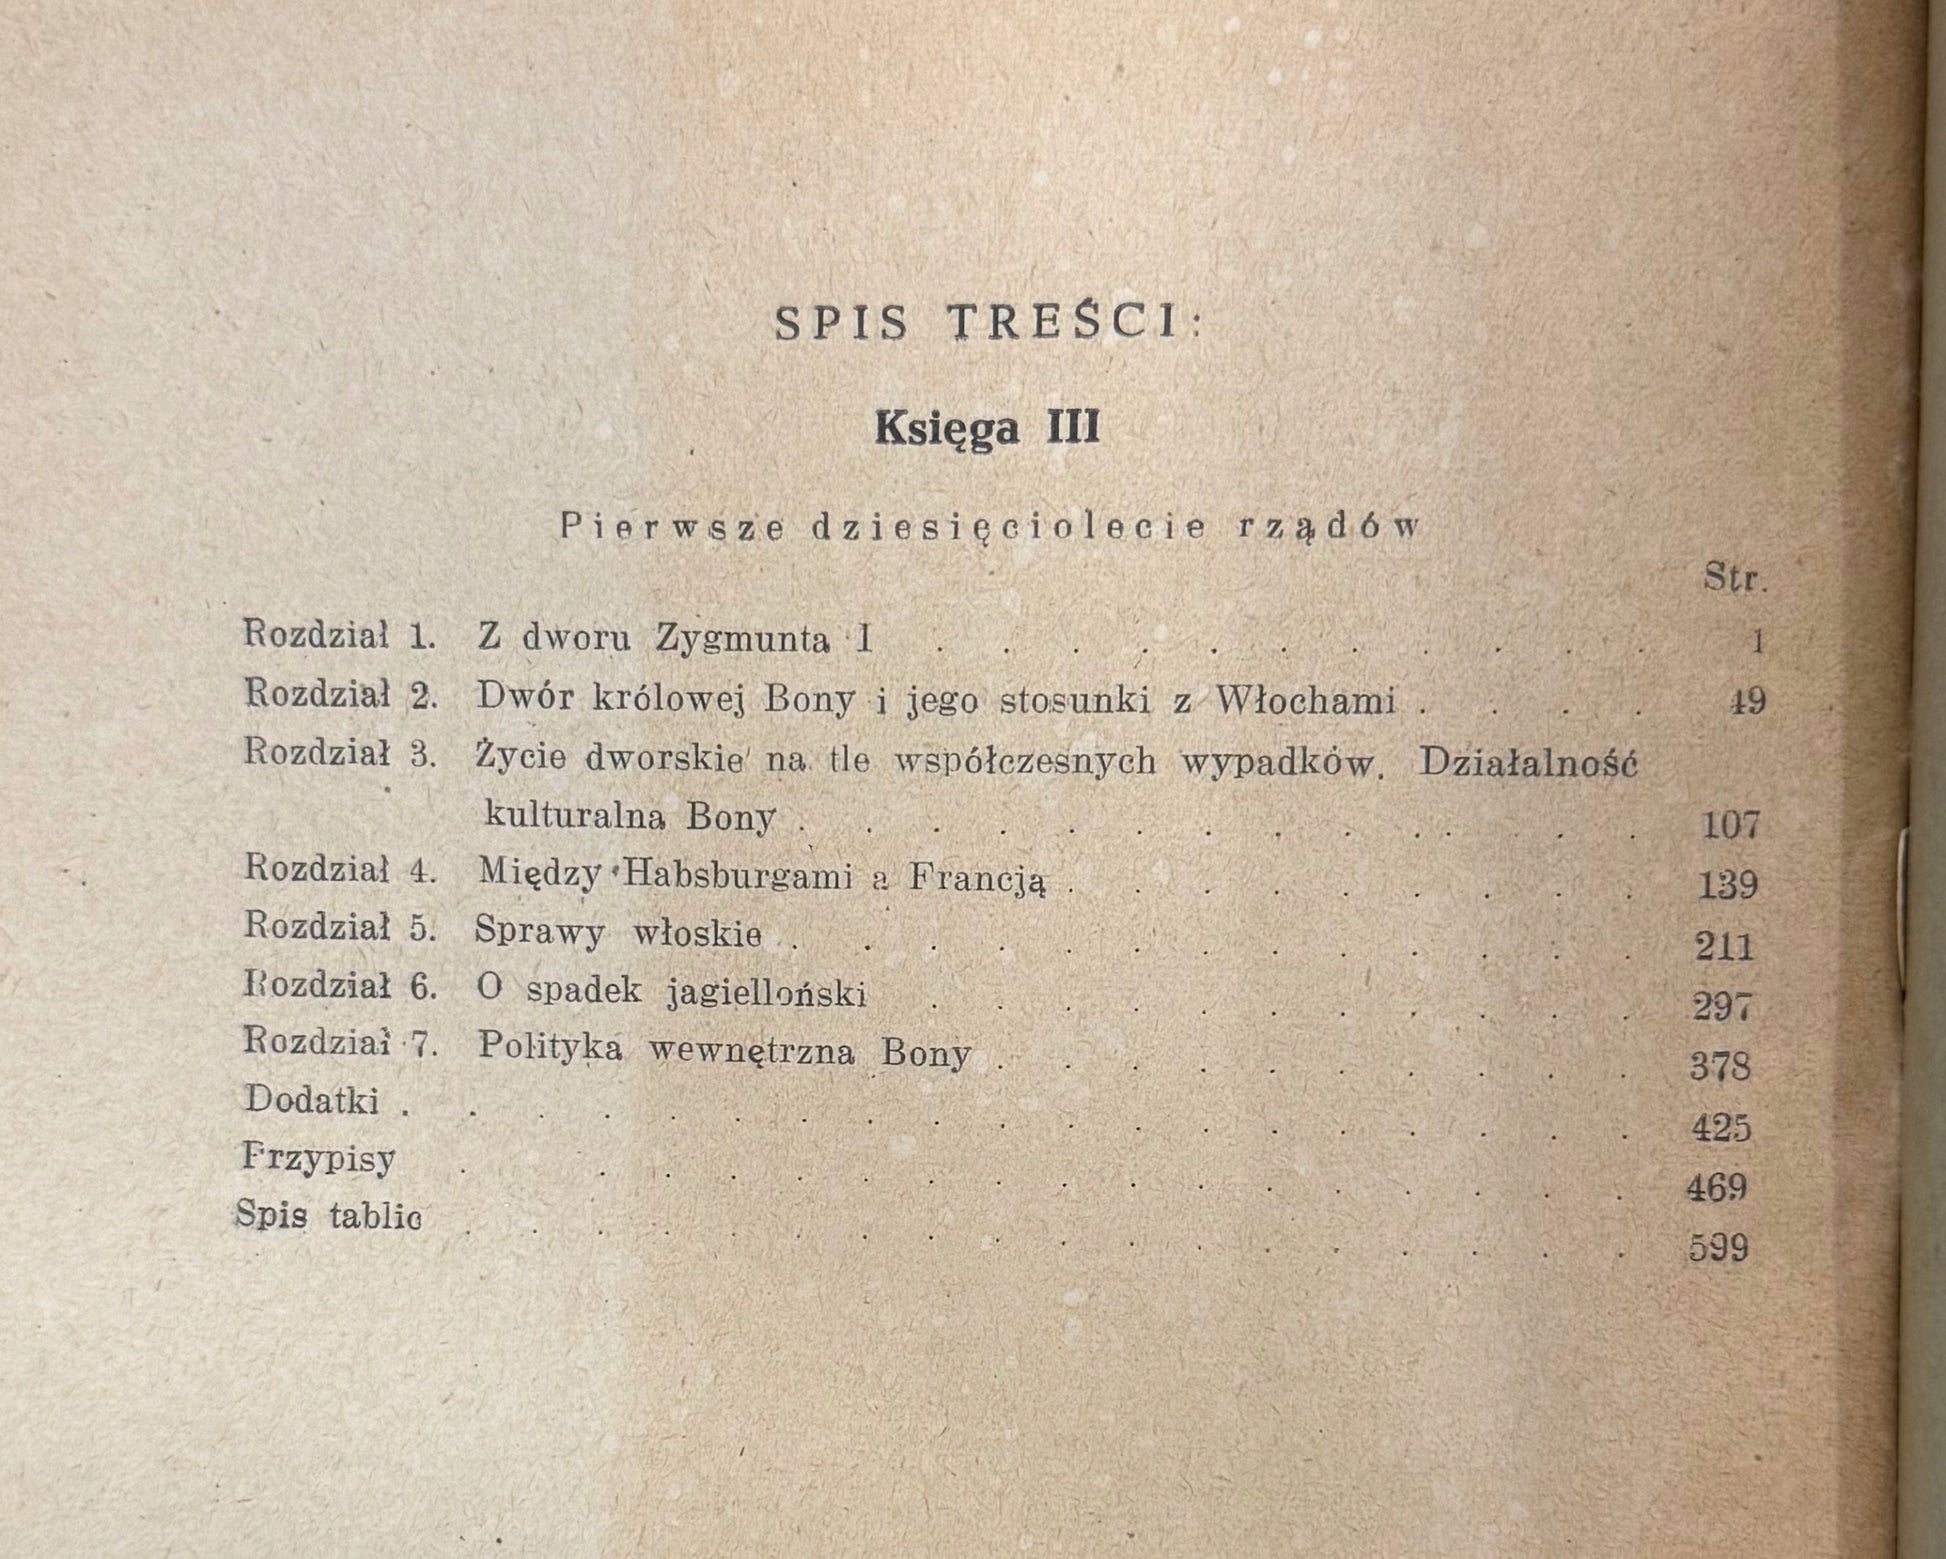 SPIS TREŚCI:
Księga III
Pierwsze dziesięciolecie rządów
Str.
Rozdział 1. Z dworu Zygmunta I . . . . . . . . . . . 1
Rozdział 2. Dwór królowej Bony i jego stosunki z Włochami . . . . 49
Rozdział 3. Życie dworskie na tle współczesnych wypadków. Działalność
kulturalna Bony . . . . . . . . . . . . . 107
Rozdział 4. Między Habsburgami a Francją . . . . . . . . . 139
Rozdział 5. Sprawy włoskie . . . . . . . . . . . . . 211
Rozdział 6. O spadek jagielloński . . . . . . . . . . . 297
Rozdział 7. Polityka wewnętrzna Bony . . . . . . . . . . 378
Dodatki . . . . . . . . . . . . . . . . . . . 425
Przypisy . . . . . . . . . . . . . . . . . 469
Spis tablic . . . . . . . . . . . . . . . . . . 599